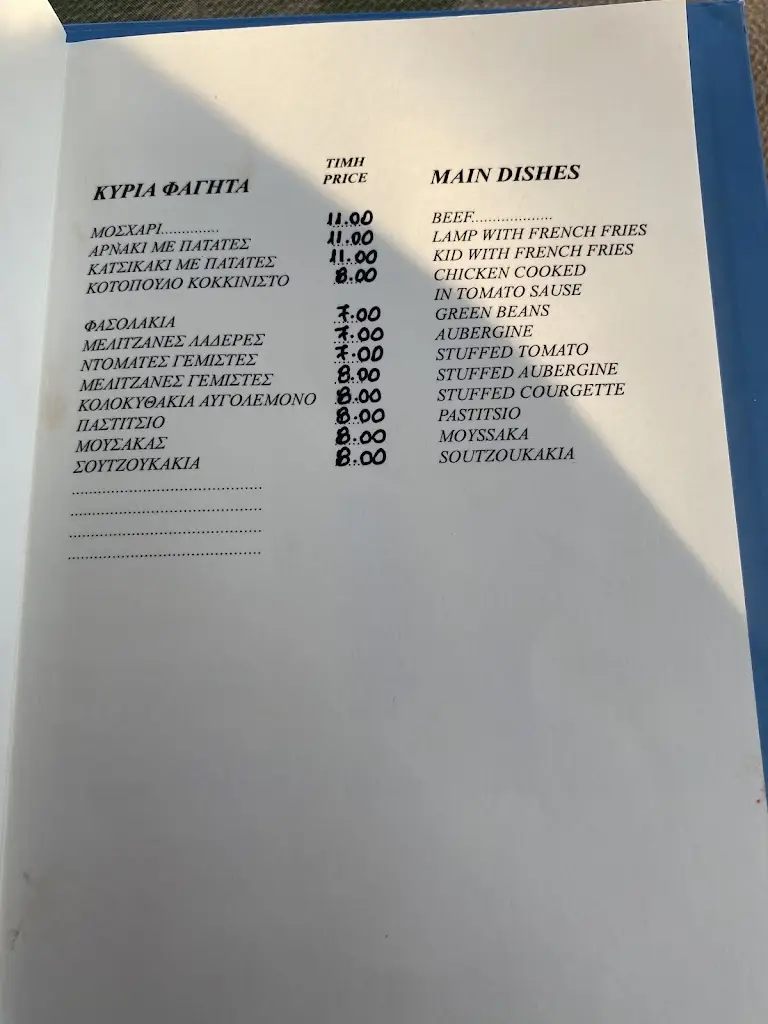 ΤΙΜΗ
ΚΥΡΙΑ ΦΑΓΗΤΑ PRICE MAIN DISHES
ΜΟΣΧΑΡΙ.............. 11.00 BEEF...................
ΑΡΝΑΚΙ ΜΕ ΠΑΤΑΤΕΣ 11.00 LAMP WITH FRENCH FRIES
ΚΑΤΣΙΚΑΚΙ ΜΕ ΠΑΤΑΤΕΣ 11.00 KID WITH FRENCH FRIES
ΚΟΤΟΠΟΥΛΟ ΚΟΚΚΙΝΙΣΤΟ 8.00 CHICKEN COOKED
IN TOMATO SAUSE
ΦΑΣΟΛΑΚΙΑ 7.00 GREEN BEANS
ΜΕΛΙΤΖΑΝΕΣ ΛΑΔΕΡΕΣ 7.00 AUBERGINE
ΝΤΟΜΑΤΕΣ ΓΕΜΙΣΤΕΣ 7.00 STUFFED TOMATO
ΜΕΛΙΤΖΑΝΕΣ ΓΕΜΙΣΤΕΣ 8.00 STUFFED AUBERGINE
ΚΟΛΟΚΥΘΑΚΙΑ ΑΥΓΟΛΕΜΟΝΟ 8.00 STUFFED COURGETTE
ΠΑΣΤΙΤΣΙΟ 8.00 PASTITSIO
ΜΟΥΣΑΚΑΣ 8.00 MOYSSAKA
ΣΟΥΤΖΟΥΚΑΚΙΑ 8.00 SOUTZOUKAKIA